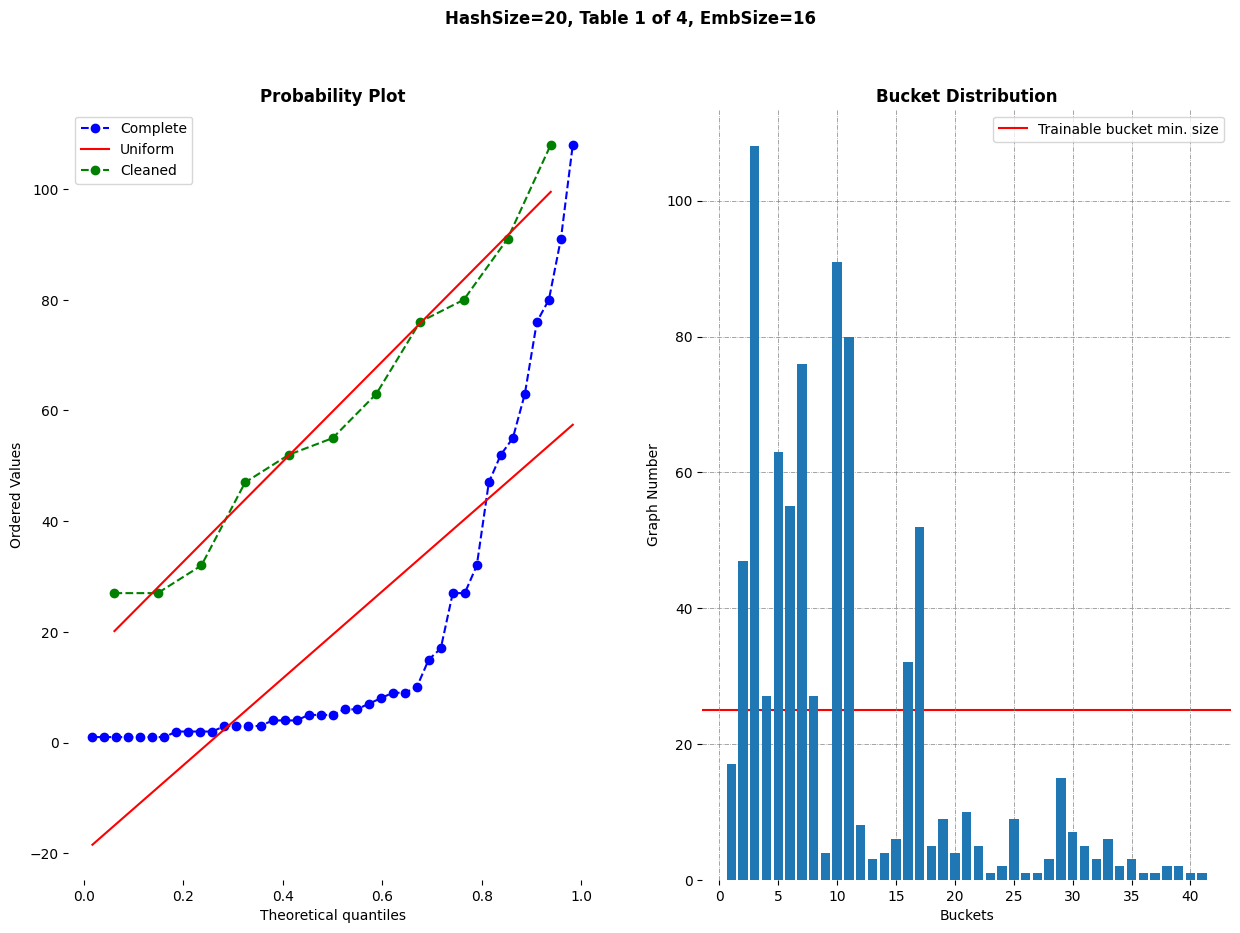 HashSize=20, Table 1 of 4, EmbSize=16
Probability Plot
Complete
Uniform
Cleaned
Ordered Values
100
80
60
40
20
0
−20
0.0 0.2 0.4 0.6 0.8 1.0
Theoretical quantiles
Bucket Distribution
Trainable bucket min. size
Graph Number
100
80
60
40
20
0
0 5 10 15 20 25 30 35 40
Buckets